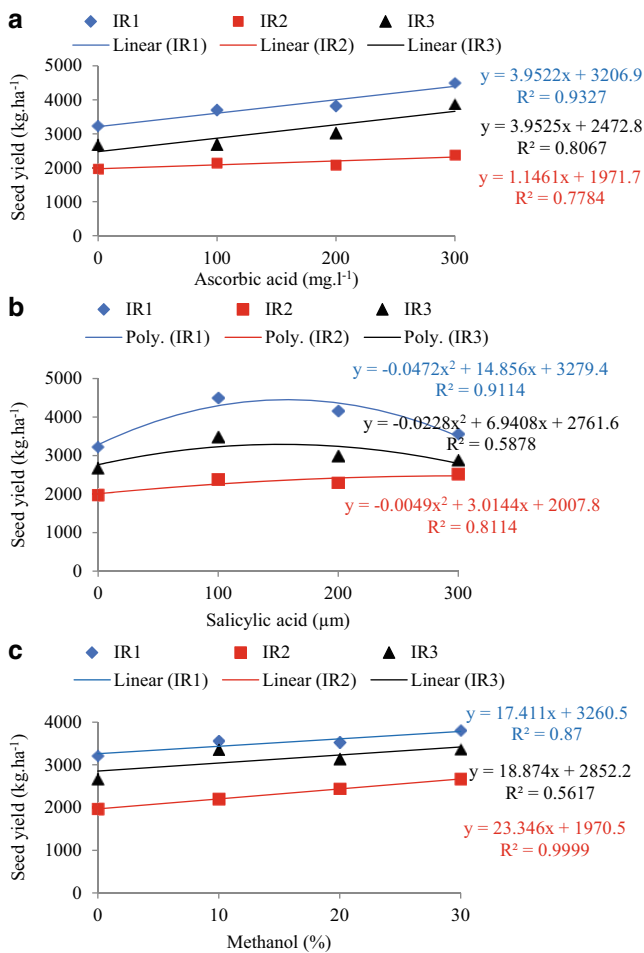 a
IR1 IR2 IR3
Linear (IR1) Linear (IR2) Linear (IR3)
y = 3.9522x + 3206.9
R² = 0.9327
y = 3.9525x + 2472.8
R² = 0.8067
y = 1.1461x + 1971.7
R² = 0.7784
Seed yield (kg.ha⁻¹)
5000
4000
3000
2000
1000
0
0 100 200 300
Ascorbic acid (mg.l⁻¹)
b
IR1 IR2 IR3
Poly. (IR1) Poly. (IR2) Poly. (IR3)
y = -0.0472x² + 14.856x + 3279.4
R² = 0.9114
y = -0.0228x² + 6.9408x + 2761.6
R² = 0.5878
y = -0.0049x² + 3.0144x + 2007.8
R² = 0.8114
Seed yield (kg.ha⁻¹)
5000
4000
3000
2000
1000
0
0 100 200 300
Salicylic acid (µm)
c
IR1 IR2 IR3
Linear (IR1) Linear (IR2) Linear (IR3)
y = 17.411x + 3260.5
R² = 0.87
y = 18.874x + 2852.2
R² = 0.5617
y = 23.346x + 1970.5
R² = 0.9999
Seed yield (kg.ha⁻¹)
4000
3000
2000
1000
0
0 10 20 30
Methanol (%)